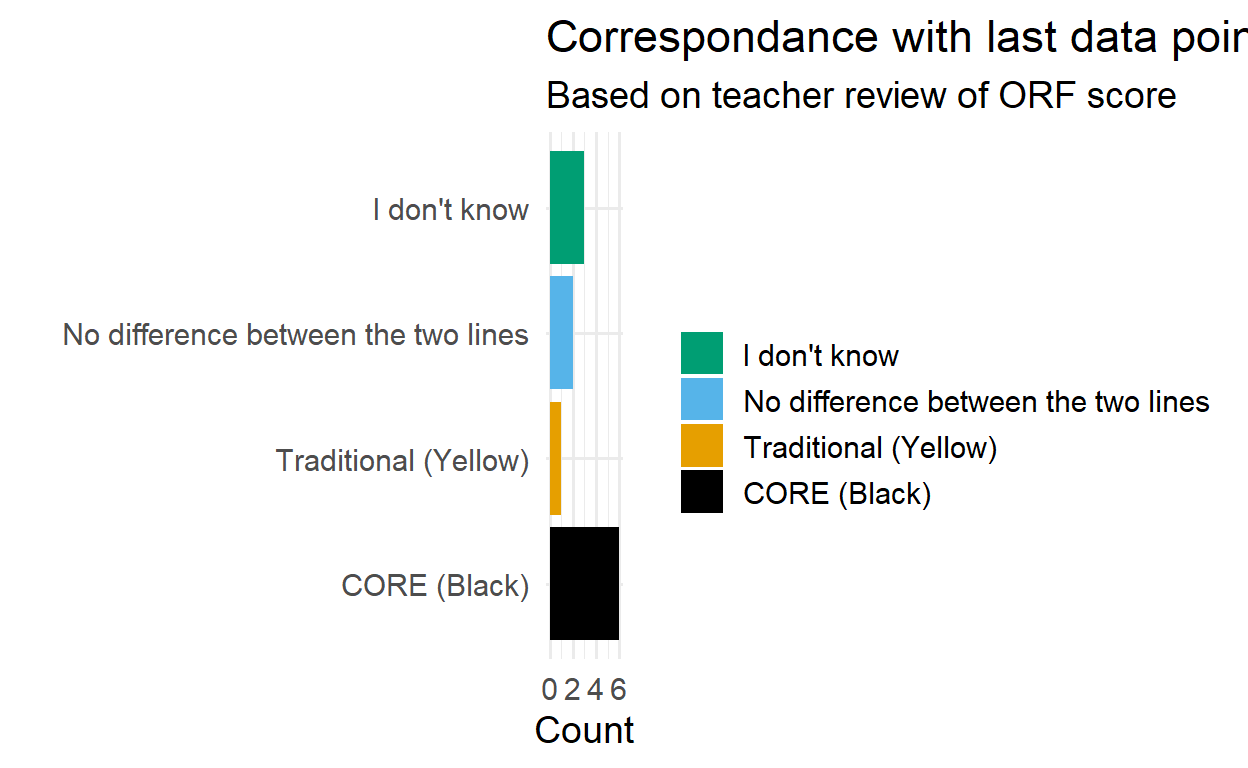 Correspondance with last data poin
Based on teacher review of ORF score
I don't know
No difference between the two lines
Traditional (Yellow)
CORE (Black)
0 2 4 6
Count
I don't know
No difference between the two lines
Traditional (Yellow)
CORE (Black)